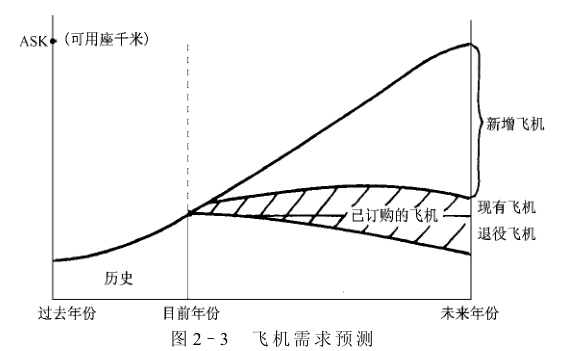 ASK (可用座千米)
新增飞机
现有飞机
已订购的飞机
退役飞机
历史
过去年份 目前年份 未来年份
图2-3 飞机需求预测